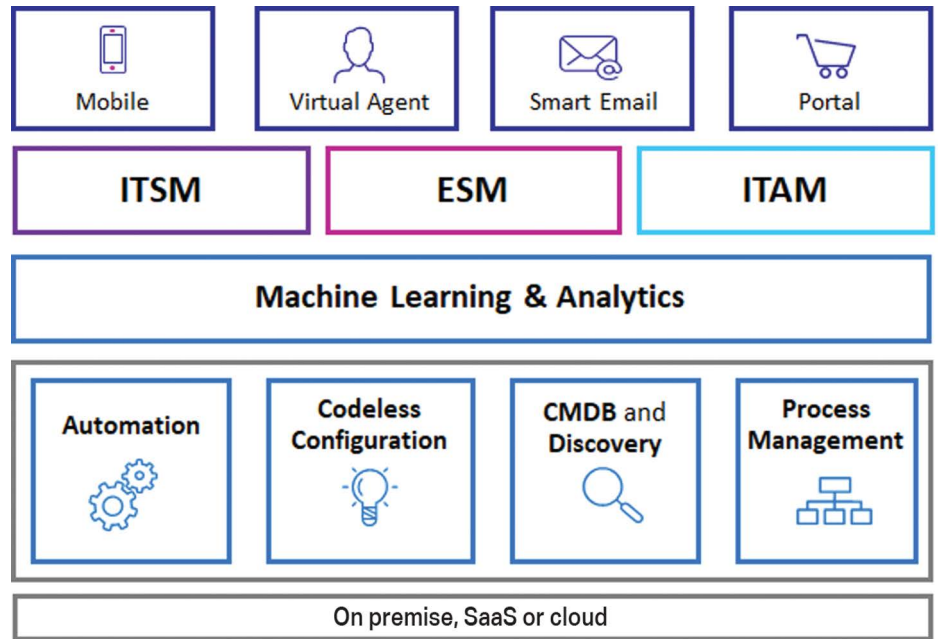 Mobile
Virtual Agent
Smart Email
Portal
ITSM
ESM
ITAM
Machine Learning & Analytics
Automation
Codeless
Configuration
CMDB and
Discovery
Process
Management
On premise, SaaS or cloud